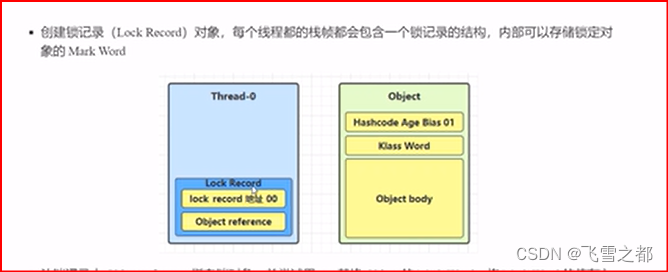 创建锁记录（Lock Record）对象，每个线程都的栈帧都会包含一个锁记录的结构，内部可以存储锁定对
象的 Mark Word
Thread-0
Lock Record
lock record 地址 00
Object reference
Object
Hashcode Age Bias 01
Klass Word
Object body
CSDN @飞雪之都